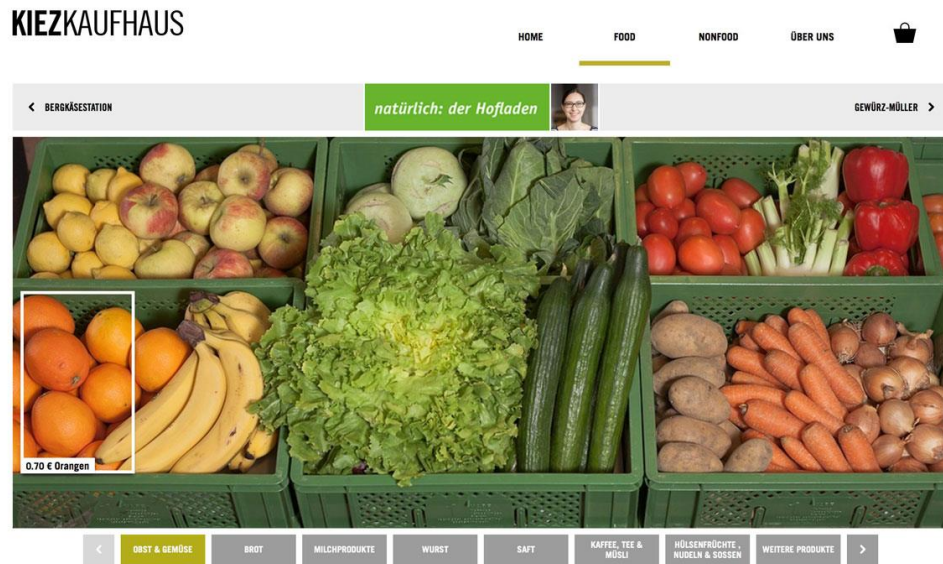 KIEZKAUFHAUS
HOME
FOOD
NONFOOD
ÜBER UNS
BERGKÄSESTATION
natürlich: der Hofladen
GEWÜRZ-MÜLLER
0.70 € Orangen
OBST & GEMÜSE
BROT
MILCHPRODUKTE
WURST
SAFT
KAFFEE, TEE &
MÜSLI
HÜLSENFRÜCHTE ,
NUDELN & SOSSEN
WEITERE PRODUKTE